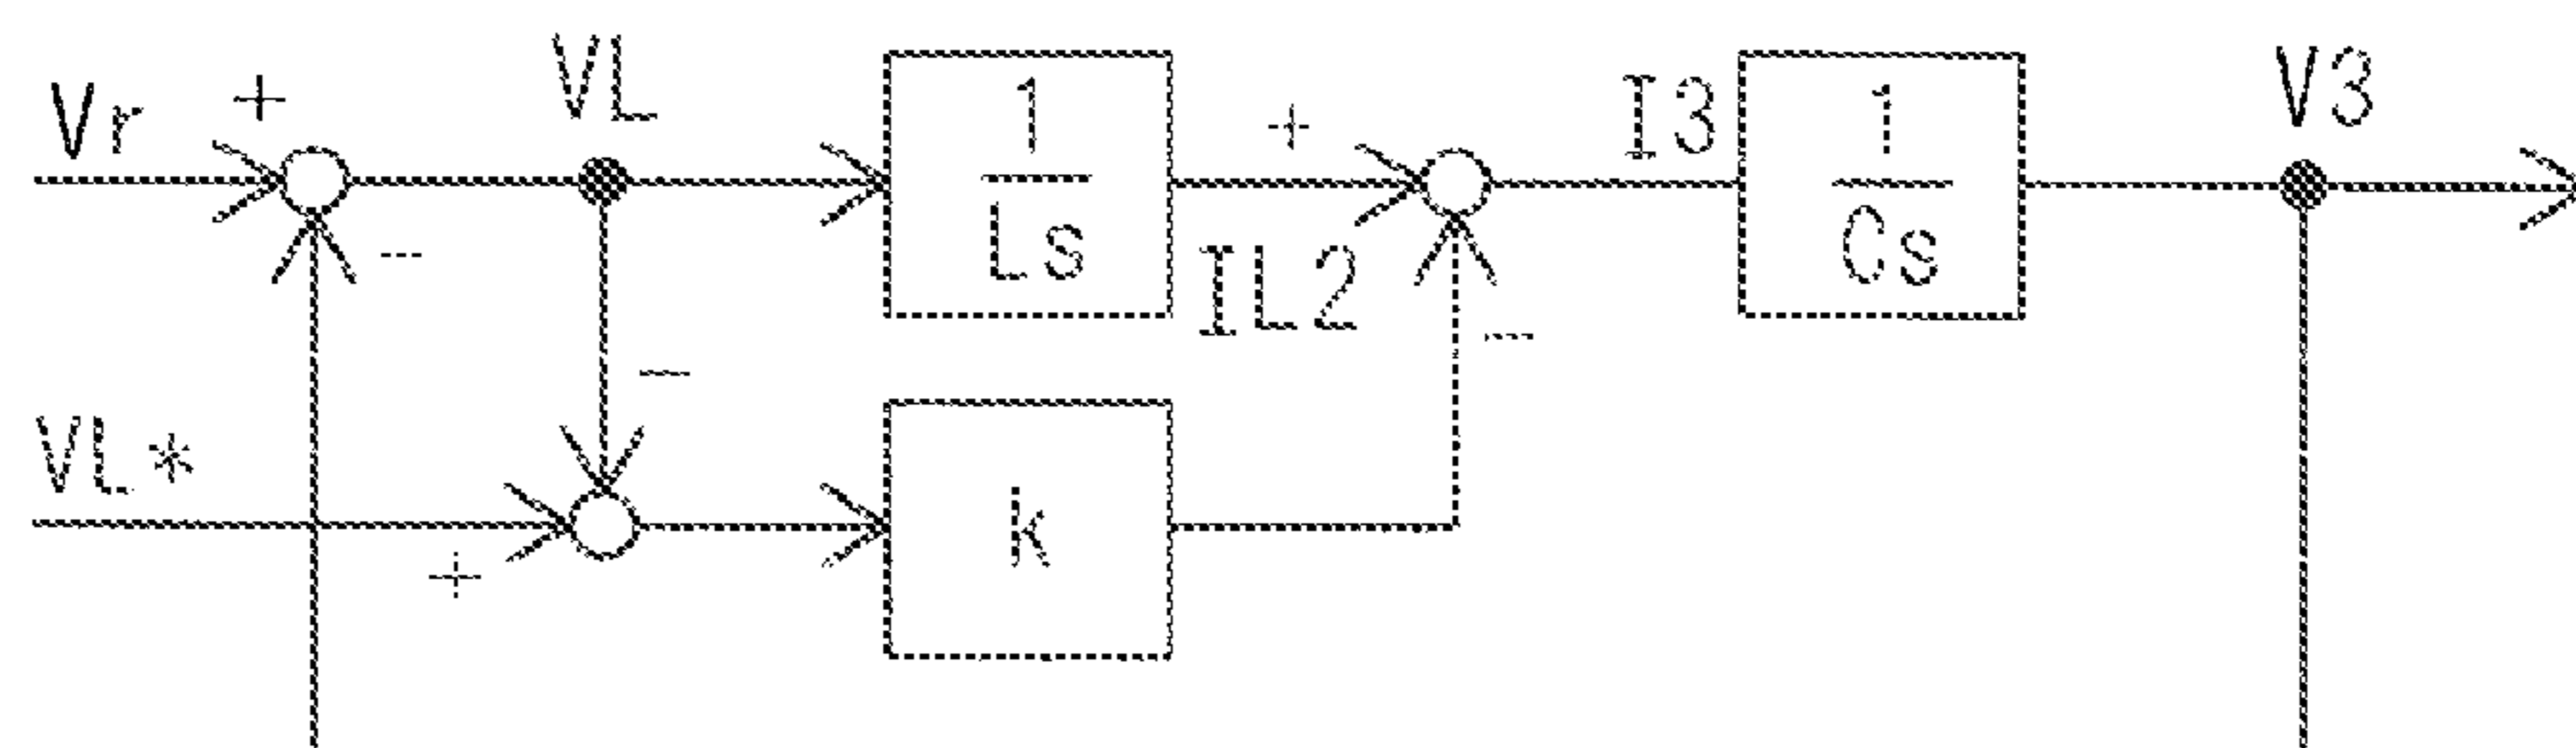 Vr + VL 1/Ls + I3 1/Cs V3
- IL2 -
-
VL* + k